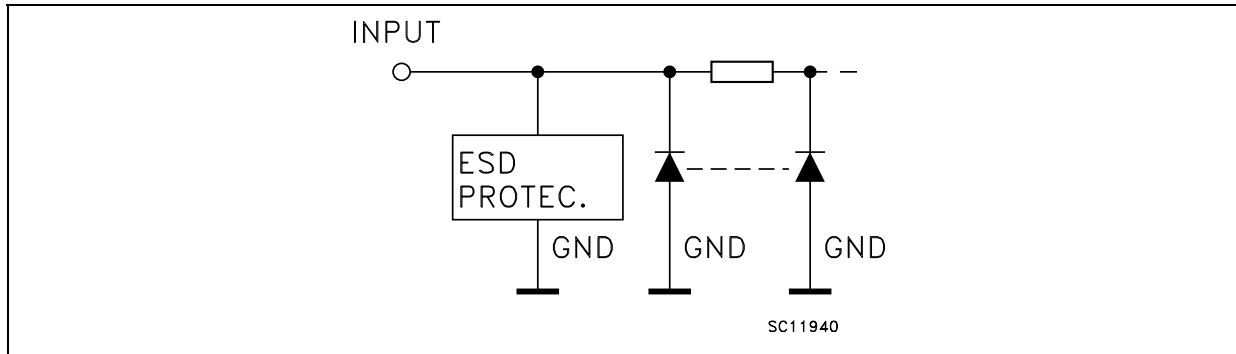 INPUT
ESD
PROTEC.
GND
GND
GND
SC11940